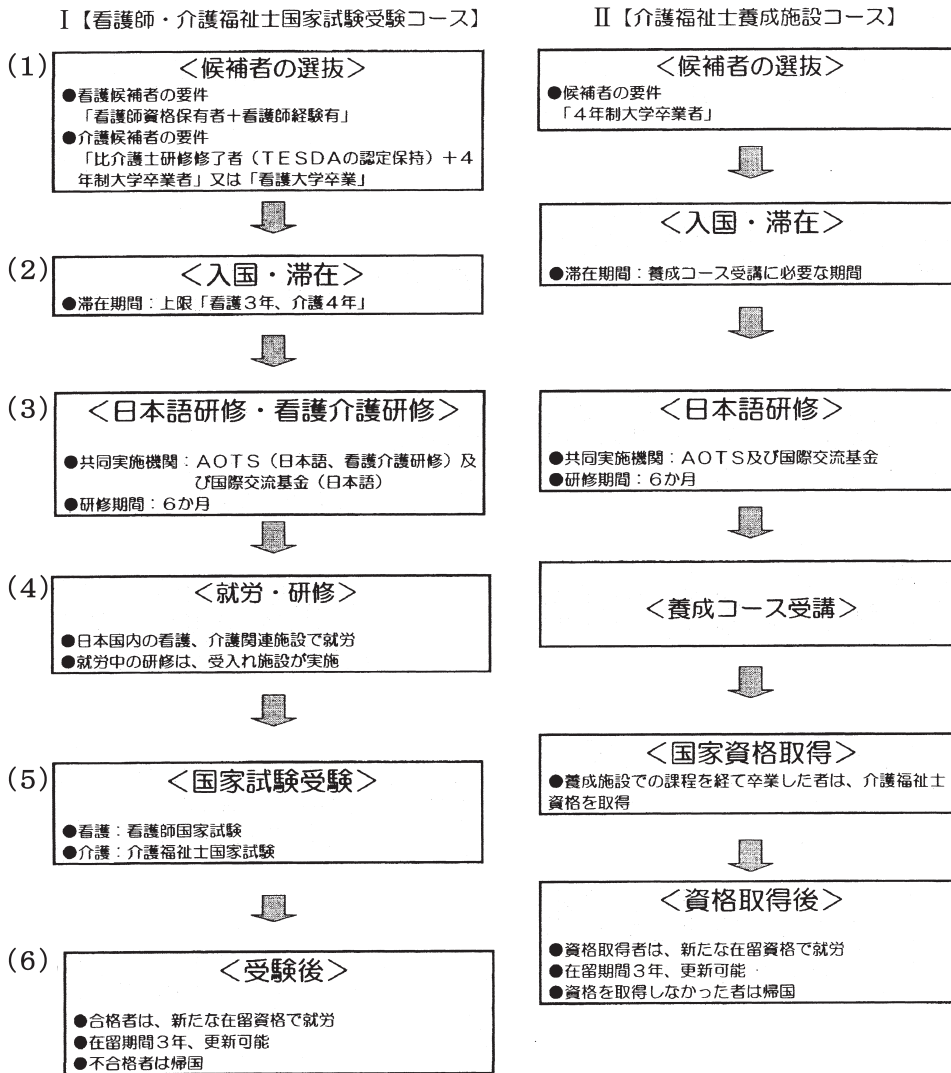 Ⅰ【看護師・介護福祉士国家試験受験コース】
(1)
＜候補者の選抜＞
●看護候補者の要件
「看護師資格保有者＋看護師経験有」
●介護候補者の要件
「比介護士研修修了者（ＴＥＳＤＡの認定保持）＋４
年制大学卒業者」又は「看護大学卒業」
(2)
＜入国・滞在＞
●滞在期間：上限「看護３年、介護４年」
(3)
＜日本語研修・看護介護研修＞
●共同実施機関：ＡＯＴＳ（日本語、看護介護研修）及
び国際交流基金（日本語）
●研修期間：６か月
(4)
＜就労・研修＞
●日本国内の看護、介護関連施設で就労
●就労中の研修は、受入れ施設が実施
(5)
＜国家試験受験＞
●看護：看護師国家試験
●介護：介護福祉士国家試験
(6)
＜受験後＞
●合格者は、新たな在留資格で就労
●在留期間３年、更新可能
●不合格者は帰国
Ⅱ【介護福祉士養成施設コース】
＜候補者の選抜＞
●候補者の要件
「４年制大学卒業者」
＜入国・滞在＞
●滞在期間：養成コース受講に必要な期間
＜日本語研修＞
●共同実施機関：ＡＯＴＳ及び国際交流基金
●研修期間：６か月
＜養成コース受講＞
＜国家資格取得＞
●養成施設での課程を経て卒業した者は、介護福祉士
資格を取得
＜資格取得後＞
●資格取得者は、新たな在留資格で就労
●在留期間３年、更新可能
●資格を取得しなかった者は帰国